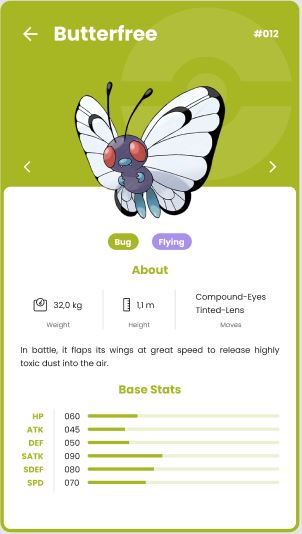 Butterfree #012
Bug Flying
About
32,0 kg 1,1 m Compound-Eyes
Tinted-Lens
Weight Height Moves
In battle, it flaps its wings at great speed to release highly
toxic dust into the air.
Base Stats
HP 060
ATK 045
DEF 050
SATK 090
SDEF 080
SPD 070